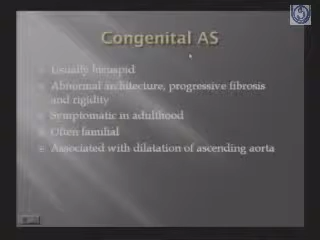 Congenital AS
Usually bicuspid
Abnormal architecture, progressive fibrosis
and rigidity
Symptomatic in adulthood
Often familial
Associated with dilatation of ascending aorta